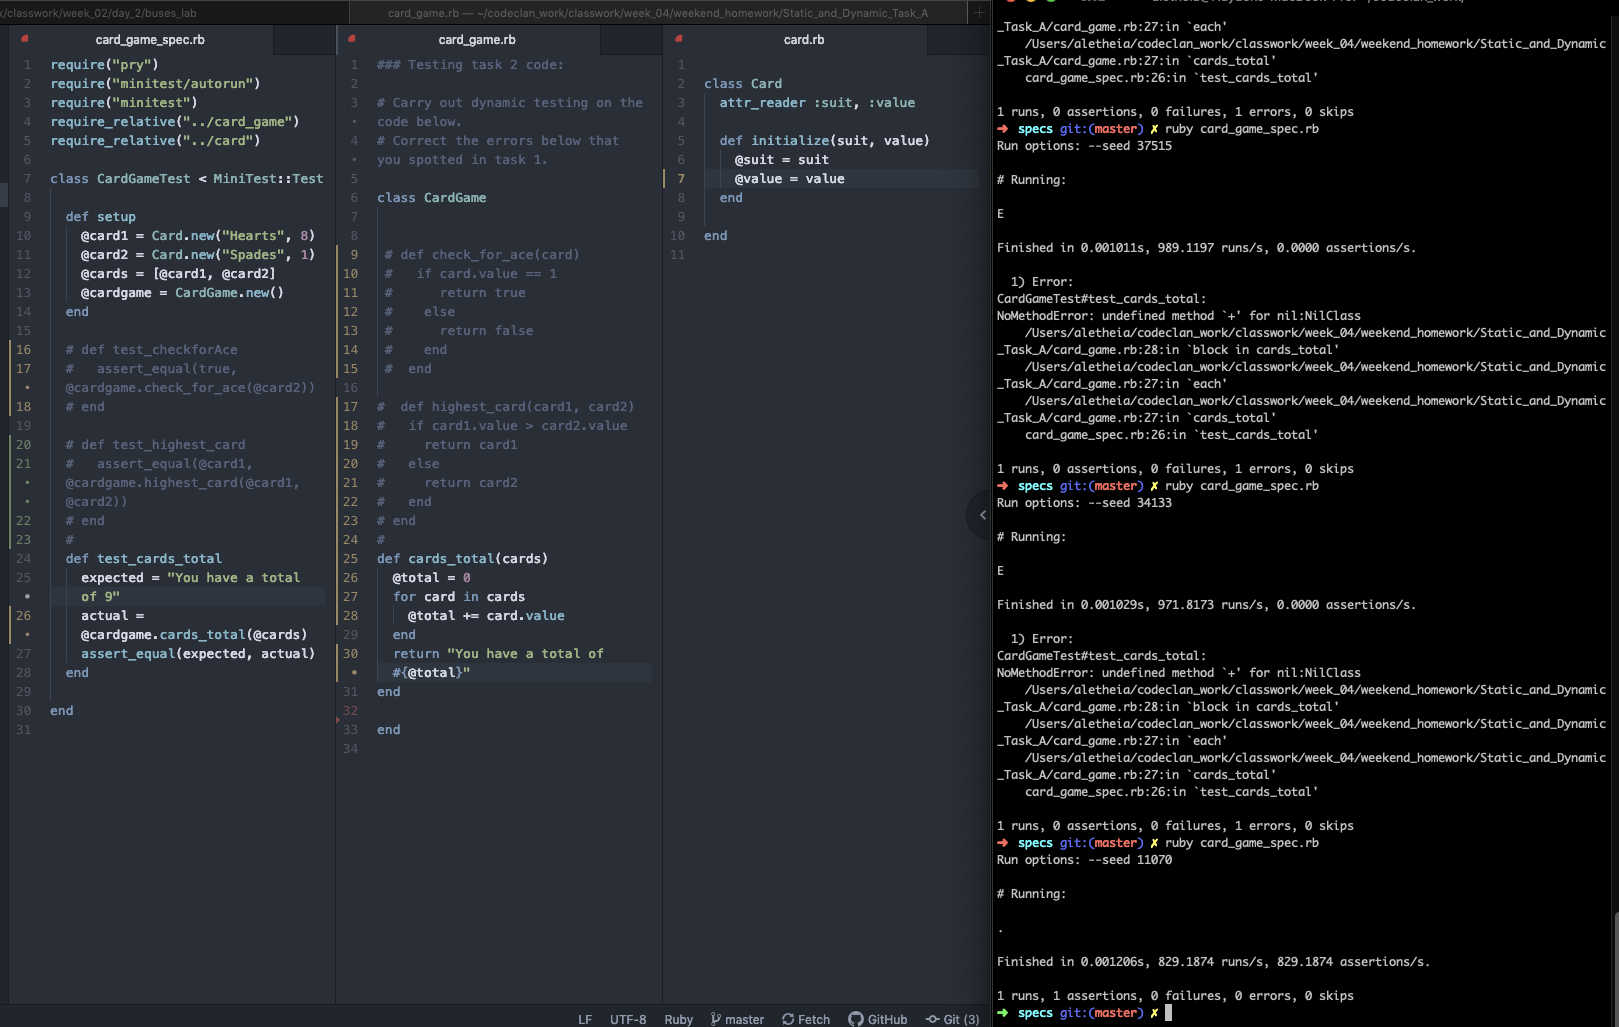 k/classwork/week_02/day_2/buses_lab
card_game.rb — ~/codeclan_work/classwork/week_04/weekend_homework/Static_and_Dynamic_Task_A
card_game_spec.rb
1 require("pry")
2 require("minitest/autorun")
3 require("minitest")
4 require_relative("../card_game")
5 require_relative("../card")
6
7 class CardGameTest < MiniTest::Test
8
9 def setup
10 @card1 = Card.new("Hearts", 8)
11 @card2 = Card.new("Spades", 1)
12 @cards = [@card1, @card2]
13 @cardgame = CardGame.new()
14 end
15
16 # def test_checkforAce
17 #   assert_equal(true,
• @cardgame.check_for_ace(@card2))
18 # end
19
20 # def test_highest_card
21 #   assert_equal(@card1,
• @cardgame.highest_card(@card1,
• @card2))
22 # end
23 #
24 def test_cards_total
25 expected = "You have a total
• of 9"
26 actual =
• @cardgame.cards_total(@cards)
27 assert_equal(expected, actual)
28 end
29
30 end
31
card_game.rb
1 ### Testing task 2 code:
2
3 # Carry out dynamic testing on the
• code below.
4 # Correct the errors below that
• you spotted in task 1.
5
6 class CardGame
7
8
9 # def check_for_ace(card)
10 #   if card.value == 1
11 #      return true
12 #    else
13 #      return false
14 #    end
15 #  end
16
17 #  def highest_card(card1, card2)
18 #  if card1.value > card2.value
19 #    return card1
20 #  else
21 #    return card2
22 #  end
23 # end
24 #
25 def cards_total(cards)
26 @total = 0
27 for card in cards
28 @total += card.value
29 end
30 return "You have a total of
• #{@total}"
31 end
32
33 end
34
card.rb
1
2 class Card
3 attr_reader :suit, :value
4
5 def initialize(suit, value)
6 @suit = suit
7 @value = value
8 end
9
10 end
11
LF UTF-8 Ruby master Fetch GitHub Git (3)
_Task_A/card_game.rb:27:in `each'
/Users/aletheia/codeclan_work/classwork/week_04/weekend_homework/Static_and_Dynamic
_Task_A/card_game.rb:27:in `cards_total'
card_game_spec.rb:26:in `test_cards_total'
1 runs, 0 assertions, 0 failures, 1 errors, 0 skips
➜ specs git:(master) ✗ ruby card_game_spec.rb
Run options: --seed 37515
# Running:
E
Finished in 0.001011s, 989.1197 runs/s, 0.0000 assertions/s.
1) Error:
CardGameTest#test_cards_total:
NoMethodError: undefined method `+' for nil:NilClass
/Users/aletheia/codeclan_work/classwork/week_04/weekend_homework/Static_and_Dynamic
_Task_A/card_game.rb:28:in `block in cards_total'
/Users/aletheia/codeclan_work/classwork/week_04/weekend_homework/Static_and_Dynamic
_Task_A/card_game.rb:27:in `each'
/Users/aletheia/codeclan_work/classwork/week_04/weekend_homework/Static_and_Dynamic
_Task_A/card_game.rb:27:in `cards_total'
card_game_spec.rb:26:in `test_cards_total'
1 runs, 0 assertions, 0 failures, 1 errors, 0 skips
➜ specs git:(master) ✗ ruby card_game_spec.rb
Run options: --seed 34133
# Running:
E
Finished in 0.001029s, 971.8173 runs/s, 0.0000 assertions/s.
1) Error:
CardGameTest#test_cards_total:
NoMethodError: undefined method `+' for nil:NilClass
/Users/aletheia/codeclan_work/classwork/week_04/weekend_homework/Static_and_Dynamic
_Task_A/card_game.rb:28:in `block in cards_total'
/Users/aletheia/codeclan_work/classwork/week_04/weekend_homework/Static_and_Dynamic
_Task_A/card_game.rb:27:in `each'
/Users/aletheia/codeclan_work/classwork/week_04/weekend_homework/Static_and_Dynamic
_Task_A/card_game.rb:27:in `cards_total'
card_game_spec.rb:26:in `test_cards_total'
1 runs, 0 assertions, 0 failures, 1 errors, 0 skips
➜ specs git:(master) ✗ ruby card_game_spec.rb
Run options: --seed 11070
# Running:
.
Finished in 0.001206s, 829.1874 runs/s, 829.1874 assertions/s.
1 runs, 1 assertions, 0 failures, 0 errors, 0 skips
➜ specs git:(master) ✗